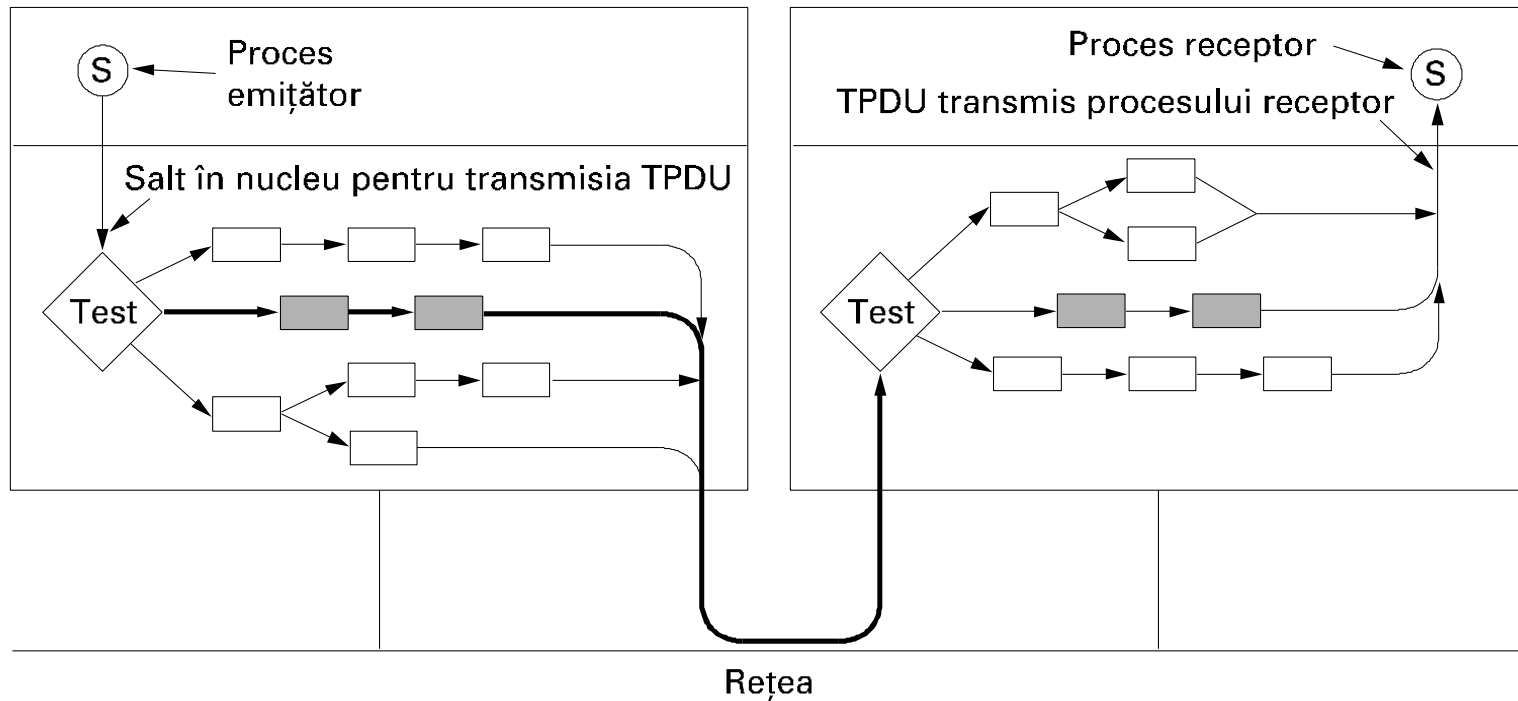 S
Proces
emițător
Salt în nucleu pentru transmisia TPDU
Test
Proces receptor
S
TPDU transmis procesului receptor
Test
Rețea